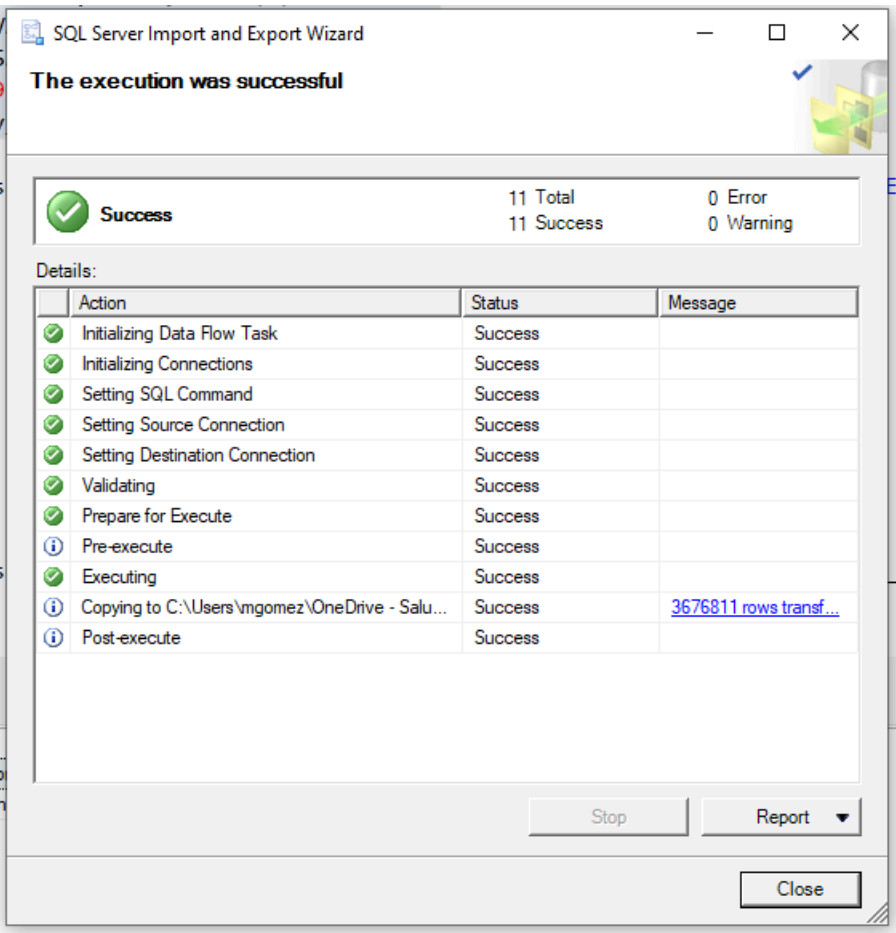 SQL Server Import and Export Wizard
The execution was successful
Success
11 Total 0 Error
11 Success 0 Warning
Details:
Action Status Message
Initializing Data Flow Task Success
Initializing Connections Success
Setting SQL Command Success
Setting Source Connection Success
Setting Destination Connection Success
Validating Success
Prepare for Execute Success
Pre-execute Success
Executing Success
Copying to C:\Users\mgomez\OneDrive - Salu... Success 3676811 rows transf...
Post-execute Success
Stop Report
Close